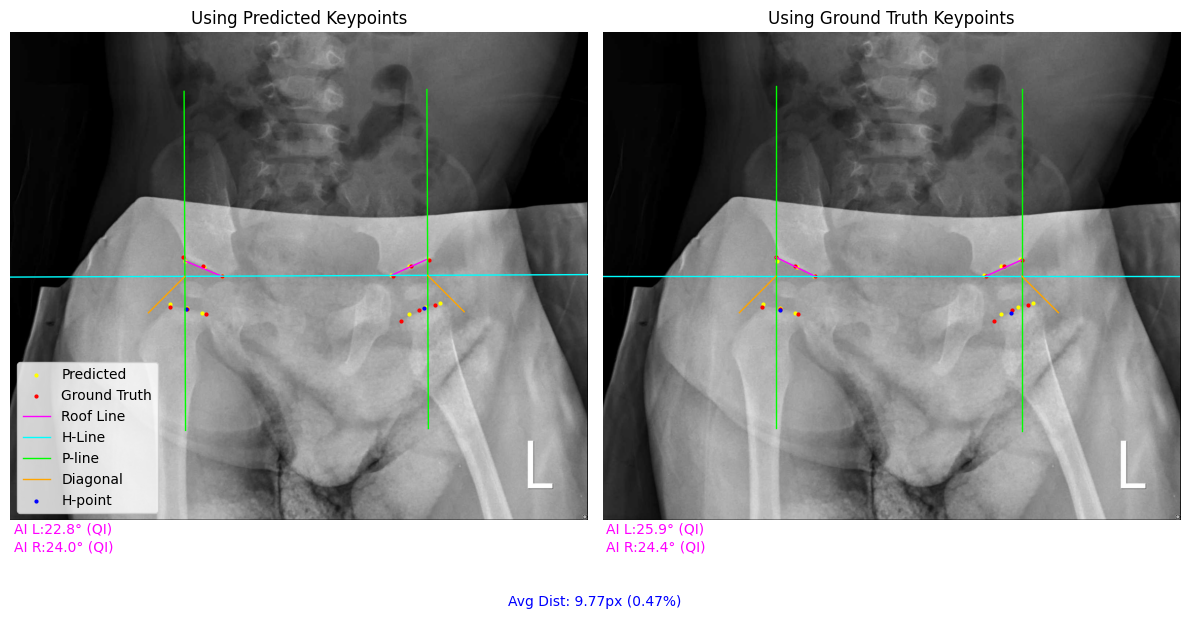 Using Predicted Keypoints
Using Ground Truth Keypoints
L
L
Predicted
Ground Truth
Roof Line
H-Line
P-line
Diagonal
H-point
AI L:22.8° (QI)
AI R:24.0° (QI)
AI L:25.9° (QI)
AI R:24.4° (QI)
Avg Dist: 9.77px (0.47%)